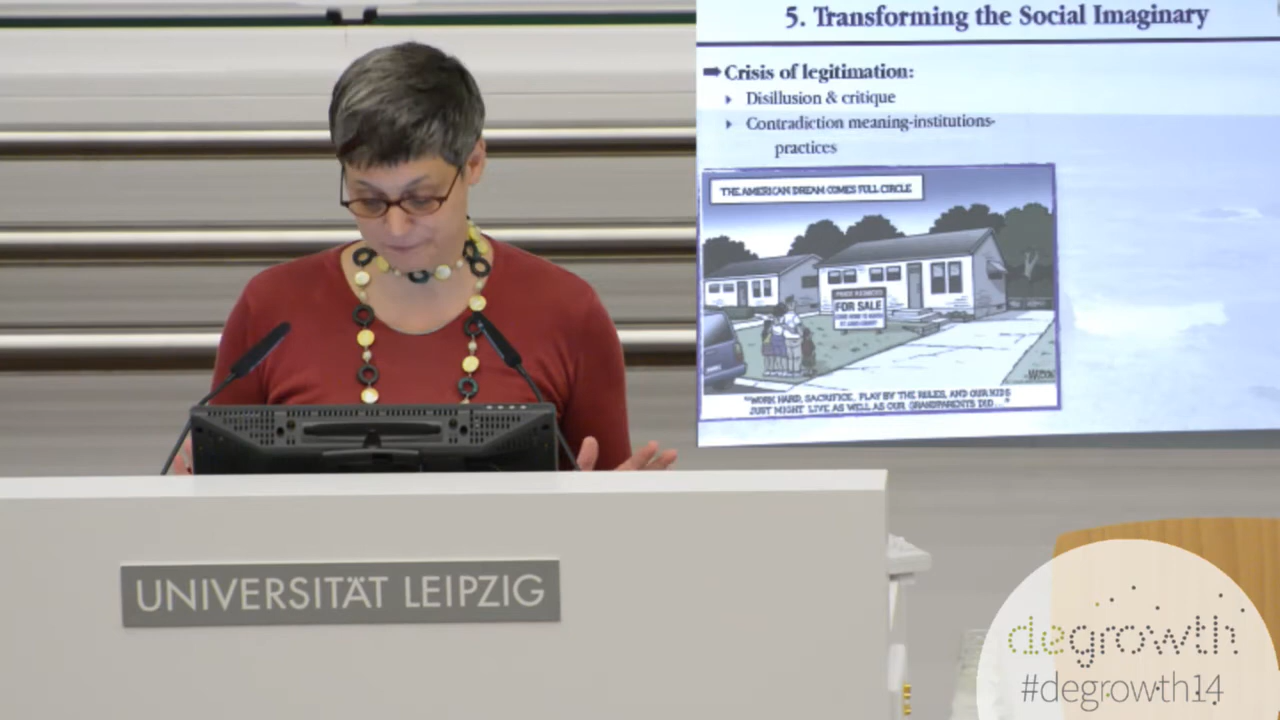 5. Transforming the Social Imaginary
Crisis of legitimation:
Disillusion & critique
Contradiction meaning-institutions-
practices
THE AMERICAN DREAM COMES FULL CIRCLE
FOR SALE
"WORK HARD, SACRIFICE, PLAY BY THE RULES, AND OUR KIDS
JUST MIGHT LIVE AS WELL AS OUR GRANDPARENTS DID..."
UNIVERSITÄT LEIPZIG
degrowth
#degrowth14